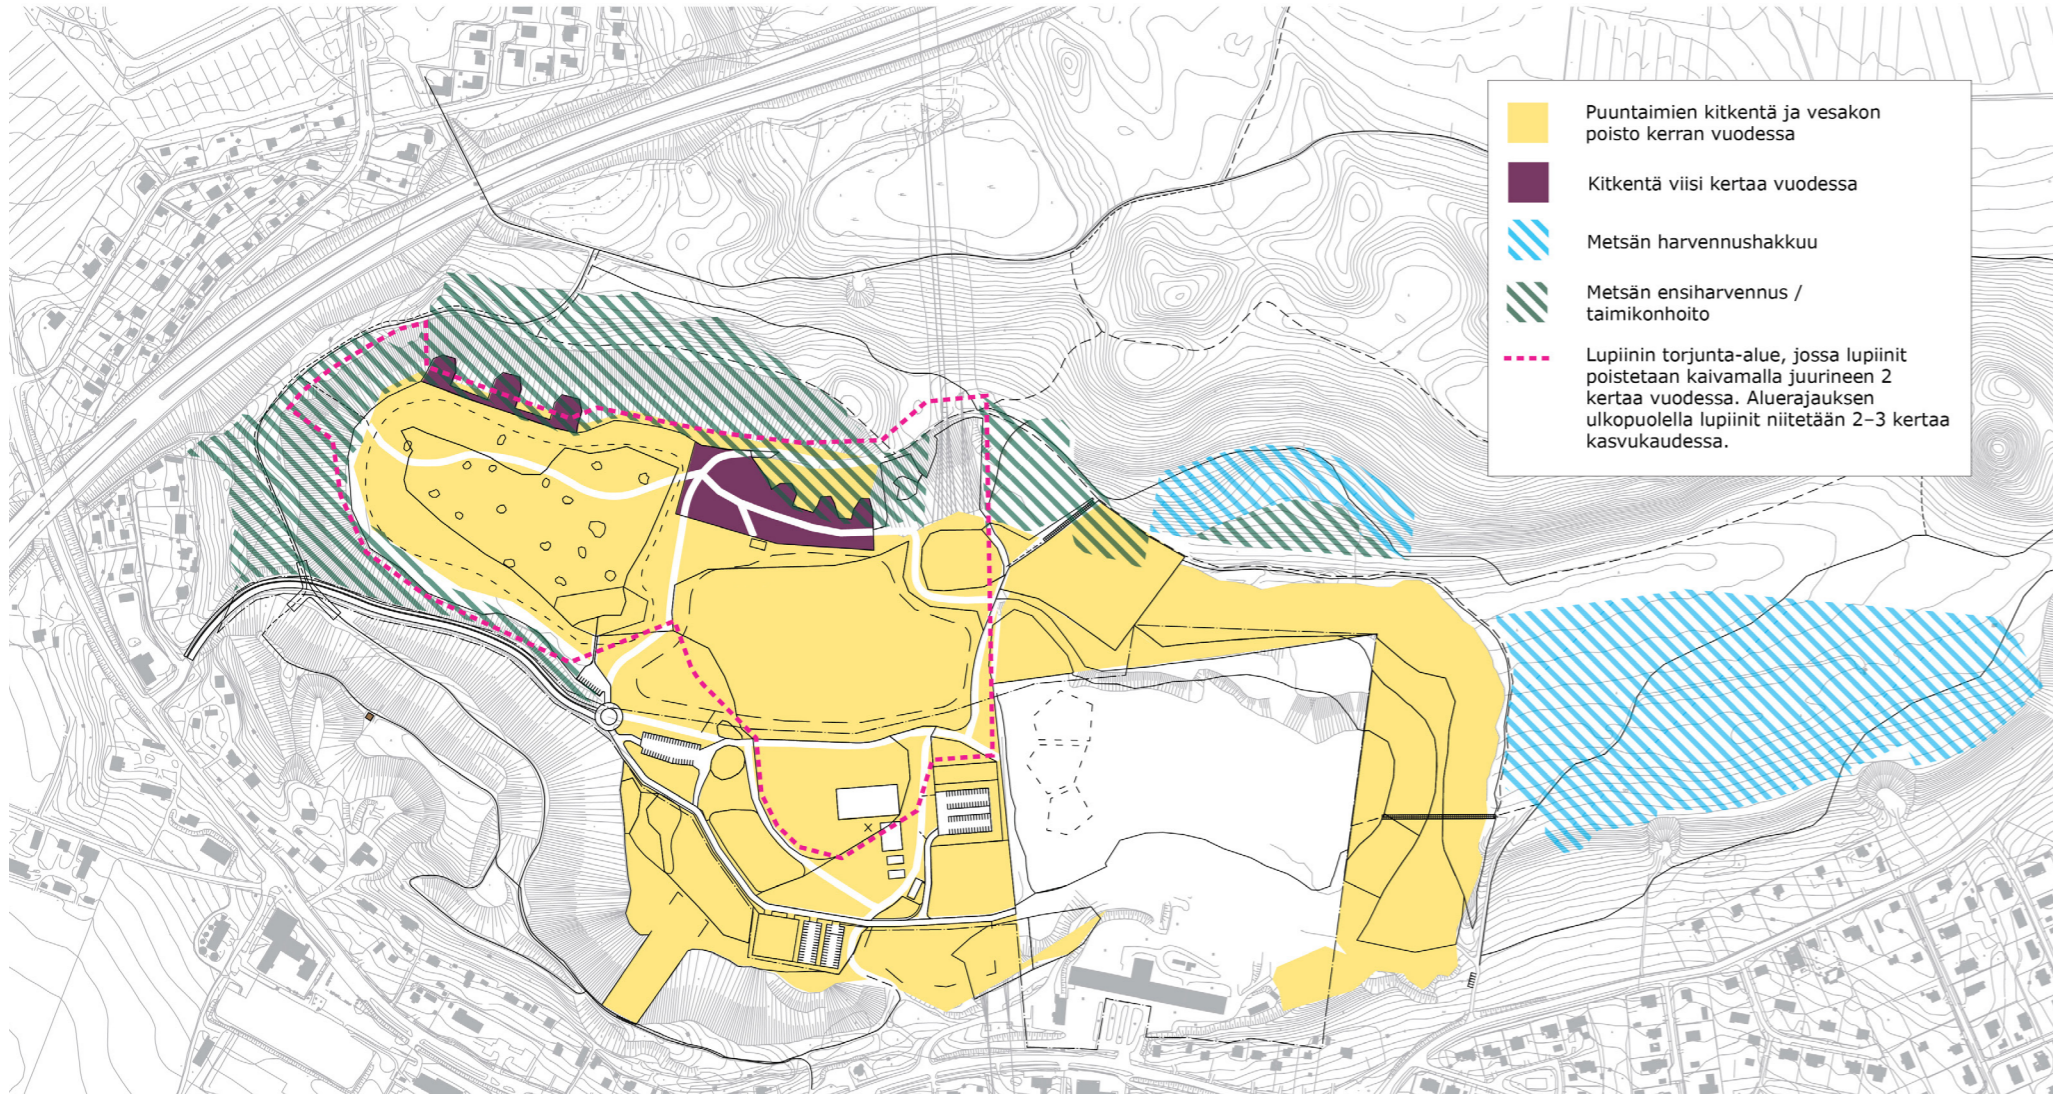 Puuntaimien kitkentä ja vesakon
poisto kerran vuodessa
Kitkentä viisi kertaa vuodessa
Metsän harvennushakkuu
Metsän ensiharvennus /
taimikonhoito
Lupiinin torjunta-alue, jossa lupiinit
poistetaan kaivamalla juurineen 2
kertaa vuodessa. Aluerajauksen
ulkopuolella lupiinit niitetään 2–3 kertaa
kasvukaudessa.